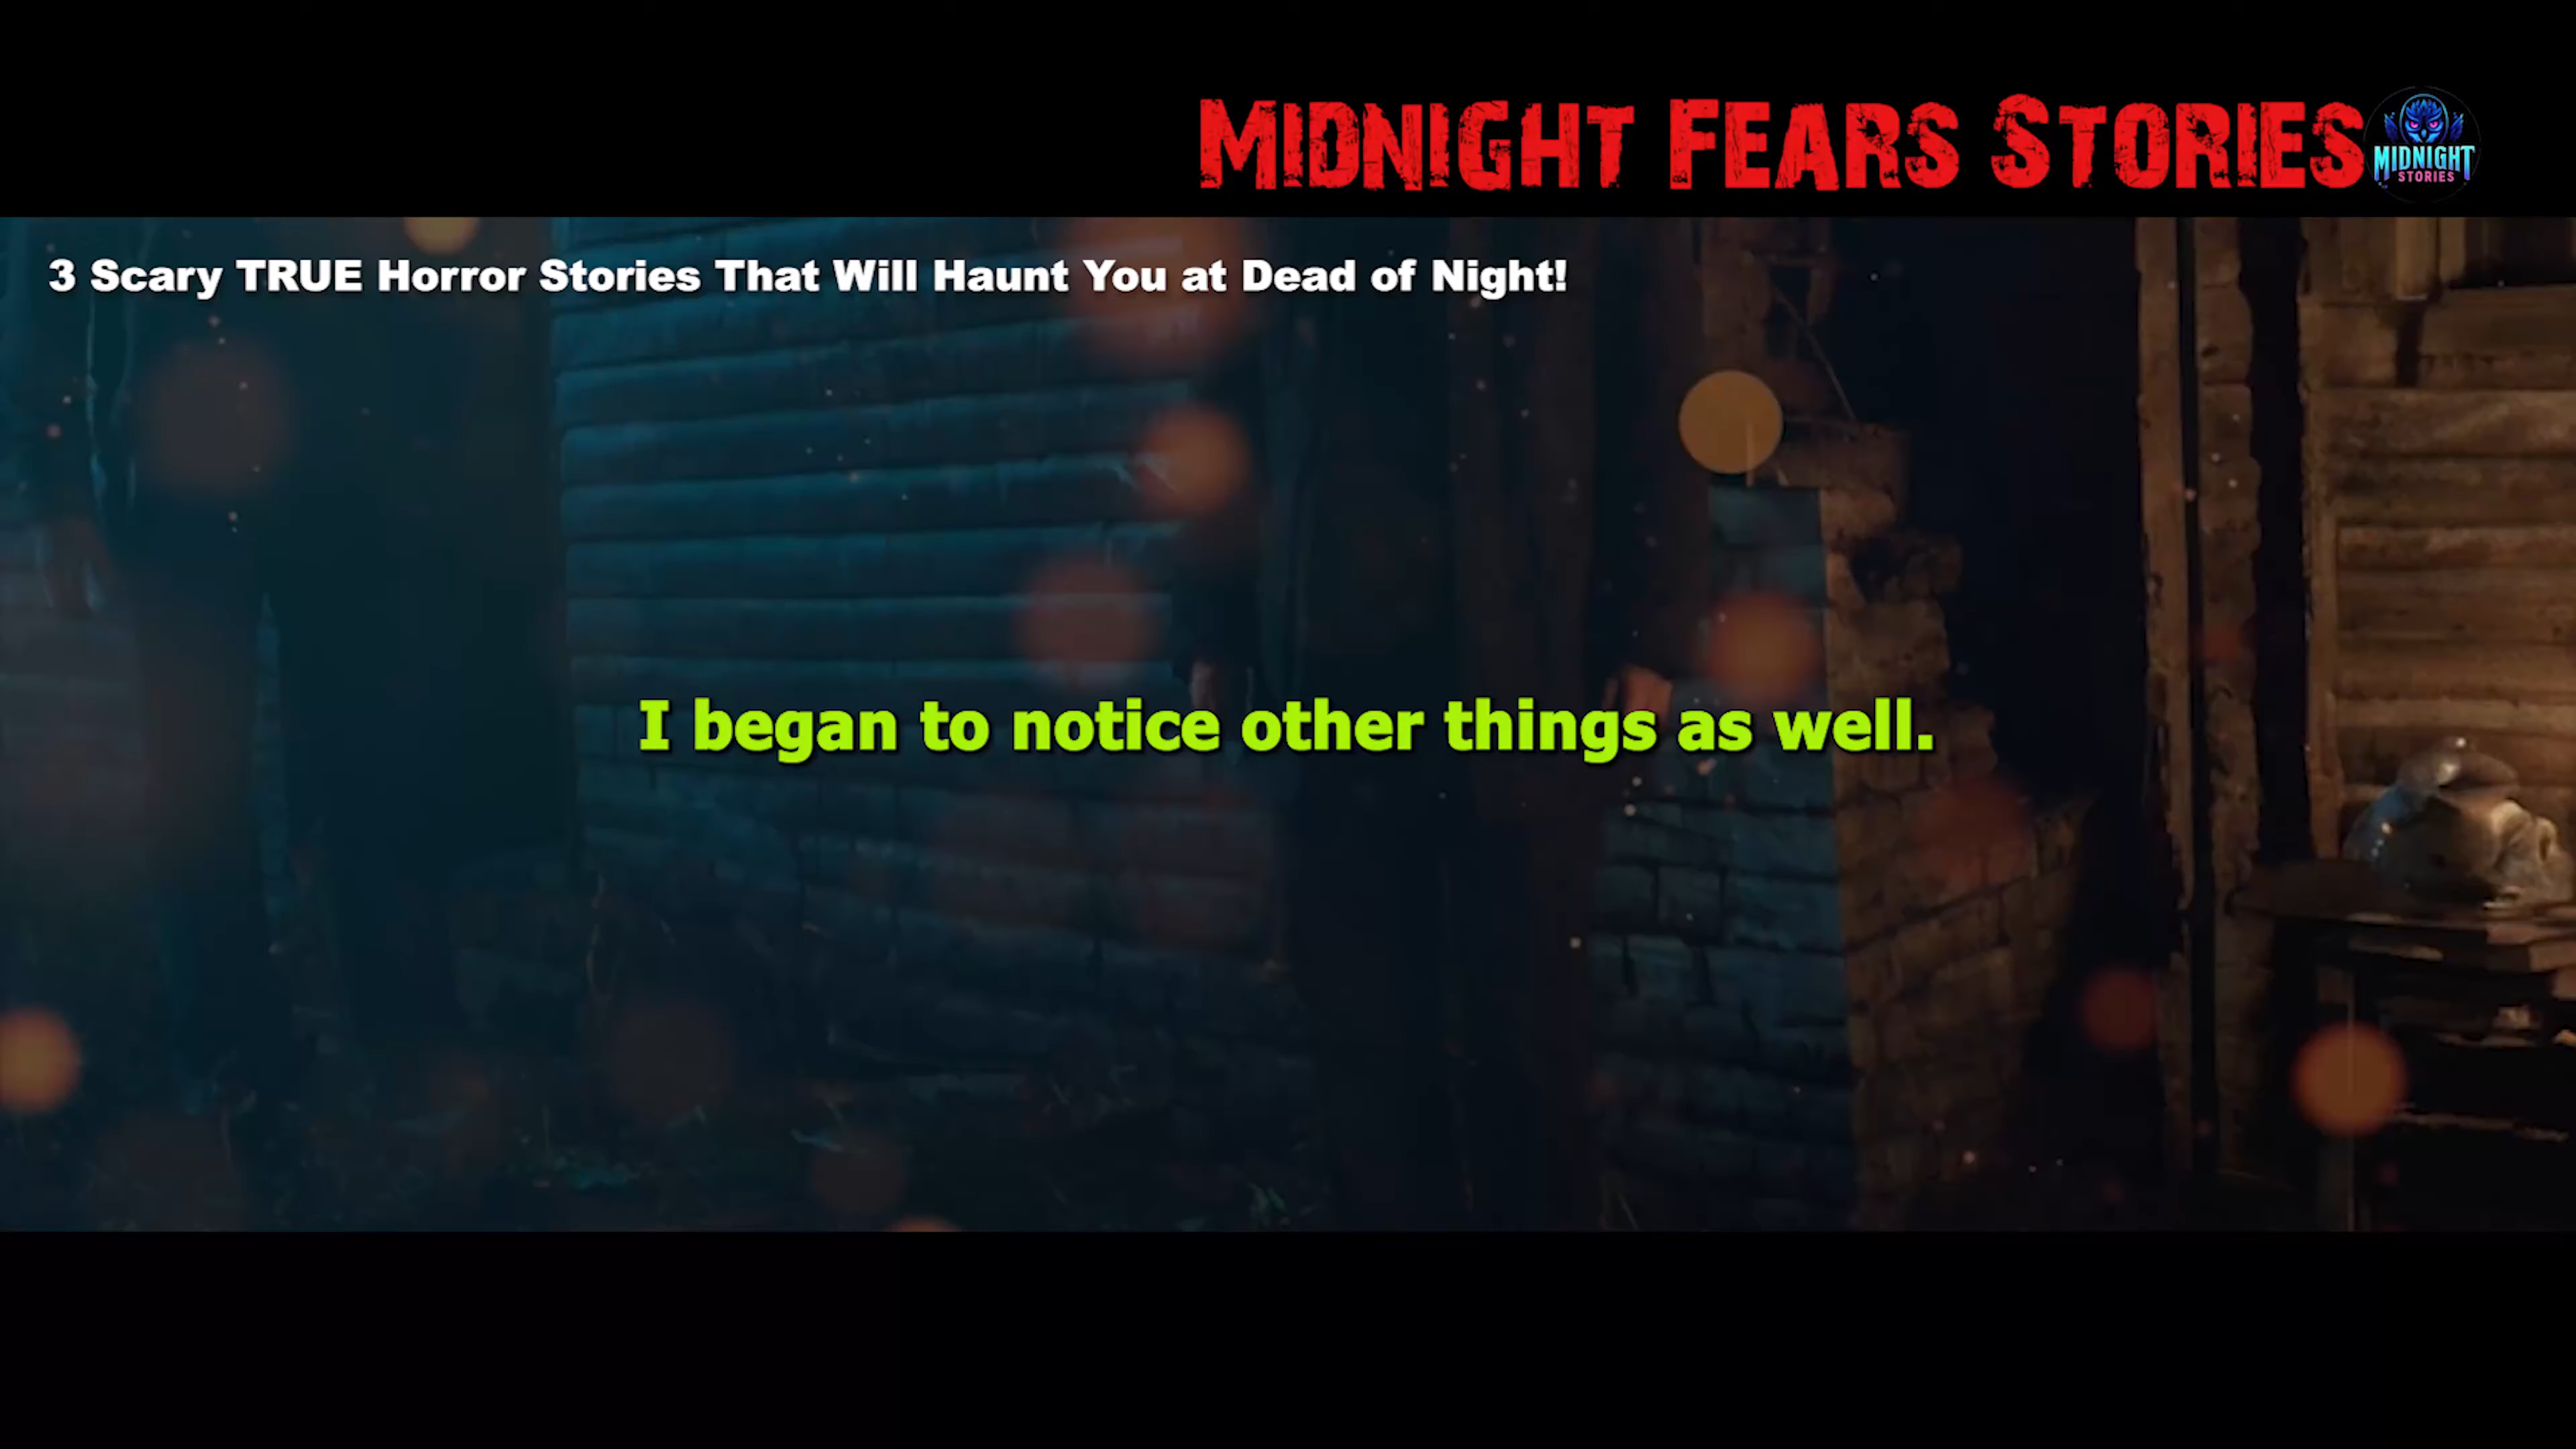 MIDNIGHT FEARS STORIES
MIDNIGHT
STORIES
3 Scary TRUE Horror Stories That Will Haunt You at Dead of Night!
I began to notice other things as well.